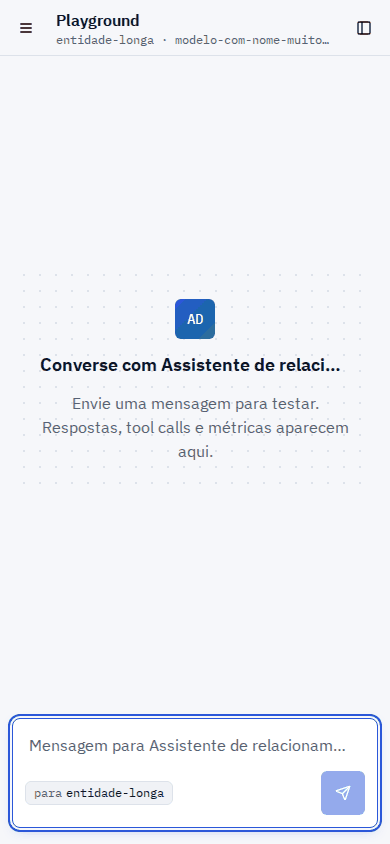 Playground
entidade-longa · modelo-com-nome-muito…
AD
Converse com Assistente de relaci…
Envie uma mensagem para testar.
Respostas, tool calls e métricas aparecem
aqui.
Mensagem para Assistente de relacionam…
para entidade-longa